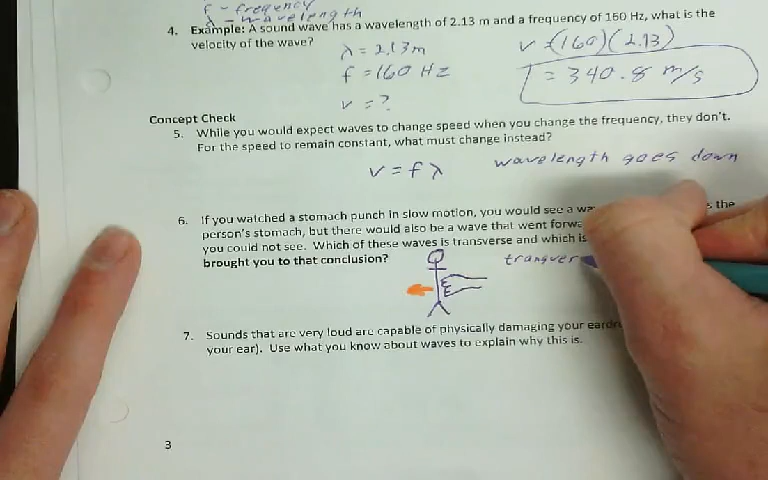 f - frequency
λ - wavelength
4. Example: A sound wave has a wavelength of 2.13 m and a frequency of 160 Hz, what is the
velocity of the wave?
λ = 2.13m
f = 160 Hz
v = ?
v = (160)(2.13)
= 340.8 m/s
Concept Check
5. While you would expect waves to change speed when you change the frequency, they don't.
For the speed to remain constant, what must change instead?
v = f λ
wavelength goes down
6. If you watched a stomach punch in slow motion, you would see a the
person's stomach, but there would also be a wave that went
you could not see. Which of these waves is transverse and which is
brought you to that conclusion?
tranver
7. Sounds that are very loud are capable of physically damaging your
your ear). Use what you know about waves to explain why this is.
3